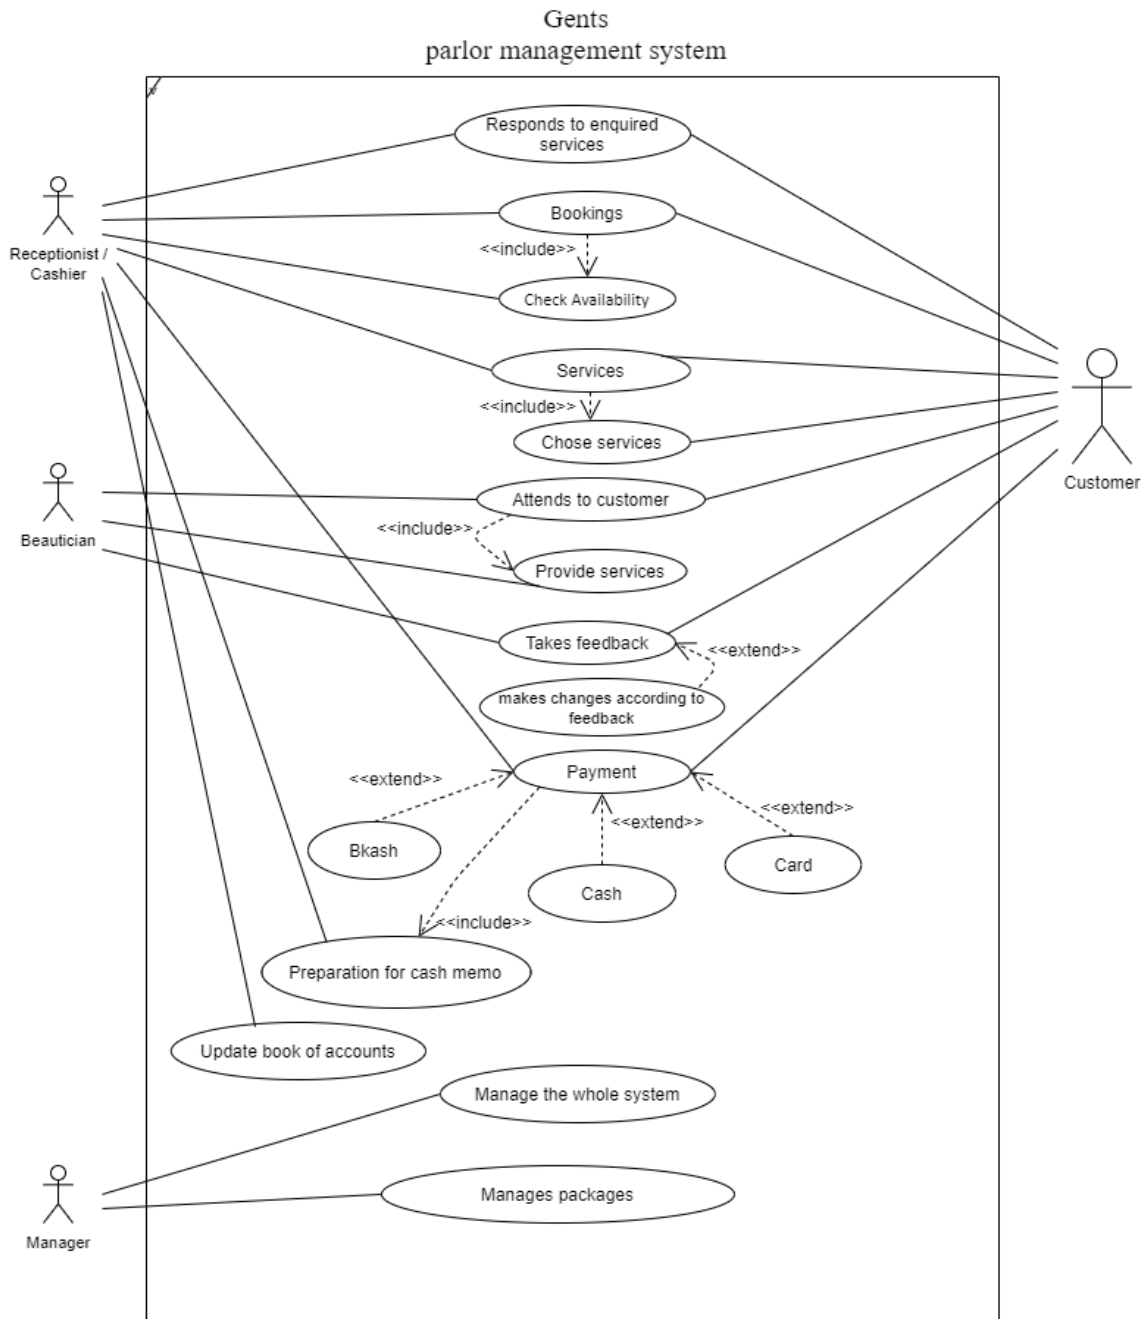 Gents
parlor management system
Responds to enquired
services
Bookings
<<include>>
Receptionist /
Cashier
Check Availability
Services
<<include>>
Chose services
Customer
Attends to customer
<<include>>
Beautician
Provide services
Takes feedback
<<extend>>
makes changes according to
feedback
Payment
<<extend>>
<<extend>>
<<extend>>
Bkash
Cash
Card
<<include>>
Preparation for cash memo
Update book of accounts
Manage the whole system
Manages packages
Manager